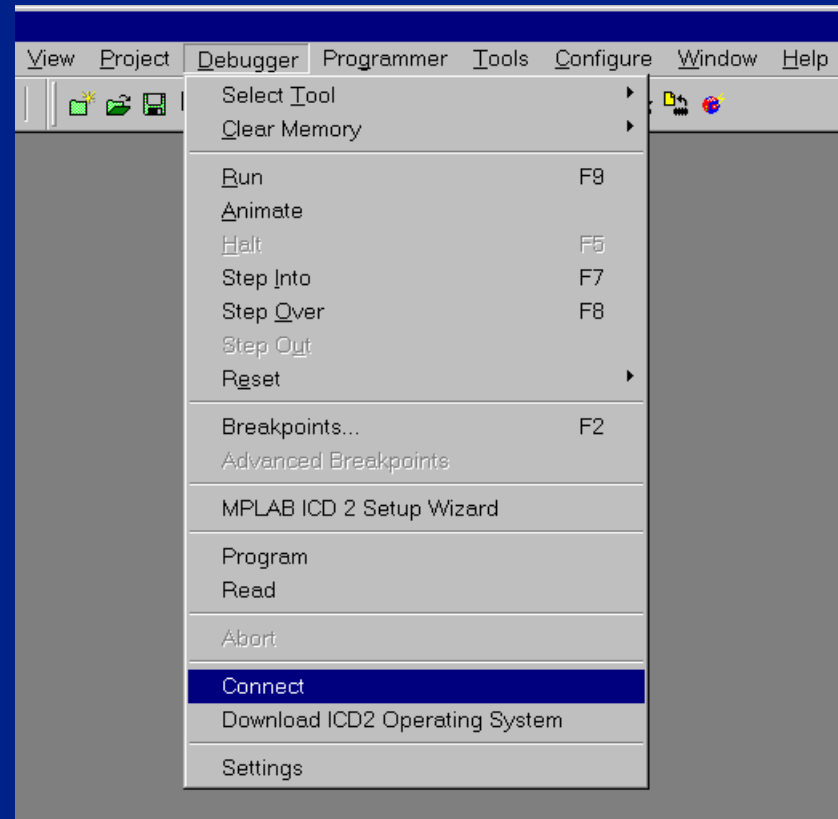 View Project Debugger Programmer Tools Configure Window Help
Select Tool
Clear Memory
Run F9
Animate
Halt F5
Step Into F7
Step Over F8
Step Out
Reset
Breakpoints... F2
Advanced Breakpoints
MPLAB ICD 2 Setup Wizard
Program
Read
Abort
Connect
Download ICD2 Operating System
Settings